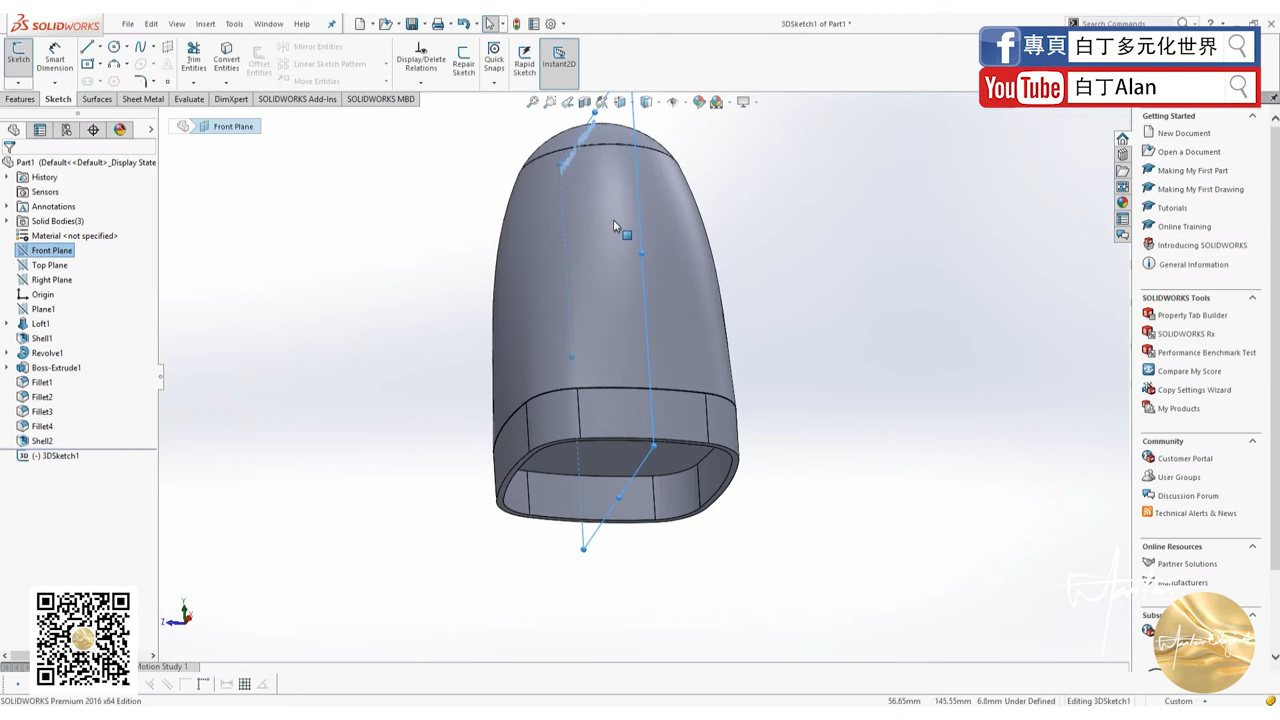 SOLIDWORKS
File
Edit
View
Insert
Tools
Window
Help
3DSketch1 of Part1 *
Search Commands
Sketch
Smart Dimension
Trim Entities
Convert Entities
Offset Entities
Mirror Entities
Linear Sketch Pattern
Move Entities
Display/Delete Relations
Repair Sketch
Quick Snaps
Rapid Sketch
Instant2D
專頁
白丁多元化世界
YouTube
白丁Alan
Features
Sketch
Surfaces
Sheet Metal
Evaluate
DimXpert
SOLIDWORKS Add-Ins
SOLIDWORKS MBD
Front Plane
Part1 (Default<<Default>_Display State
History
Sensors
Annotations
Solid Bodies(3)
Material <not specified>
Front Plane
Top Plane
Right Plane
Origin
Plane1
Loft1
Shell1
Revolve1
Boss-Extrude1
Fillet1
Fillet2
Fillet3
Fillet4
Shell2
(-) 3DSketch1
Getting Started
New Document
Open a Document
Making My First Part
Making My First Drawing
Tutorials
Online Training
Introducing SOLIDWORKS
General Information
SOLIDWORKS Tools
Property Tab Builder
SOLIDWORKS Rx
Performance Benchmark Test
Compare My Score
Copy Settings Wizard
My Products
Community
Customer Portal
User Groups
Discussion Forum
Technical Alerts & News
Online Resources
Partner Solutions
Manufacturers
Y
Z
Motion Study 1
SOLIDWORKS Premium 2016 x64 Edition
56.65mm
145.55mm
6.8mm
Under Defined
Editing 3DSketch1
Custom